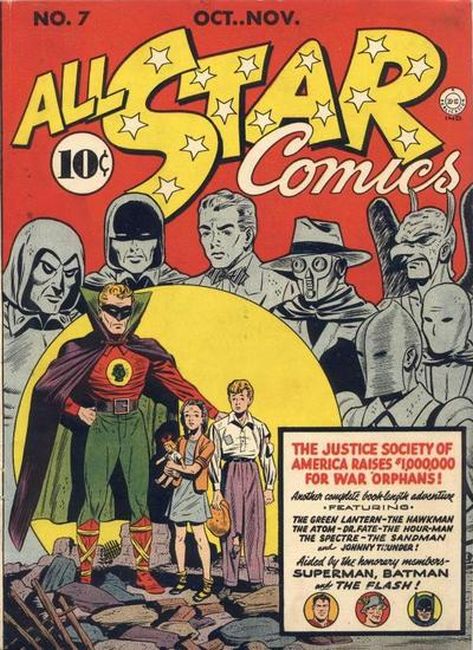 NO. 7 OCT..NOV.
ALL STAR
Comics
10¢
THE JUSTICE SOCIETY OF
AMERICA RAISES $1,000,000
FOR WAR ORPHANS!
Another complete book-length adventure
-FEATURING-
THE GREEN LANTERN-THE HAWKMAN
THE ATOM-DR. FATE-THE HOUR-MAN
THE SPECTRE-THE SANDMAN
and JOHNNY THUNDER!
Aided by the honorary members-
SUPERMAN, BATMAN
and THE FLASH!